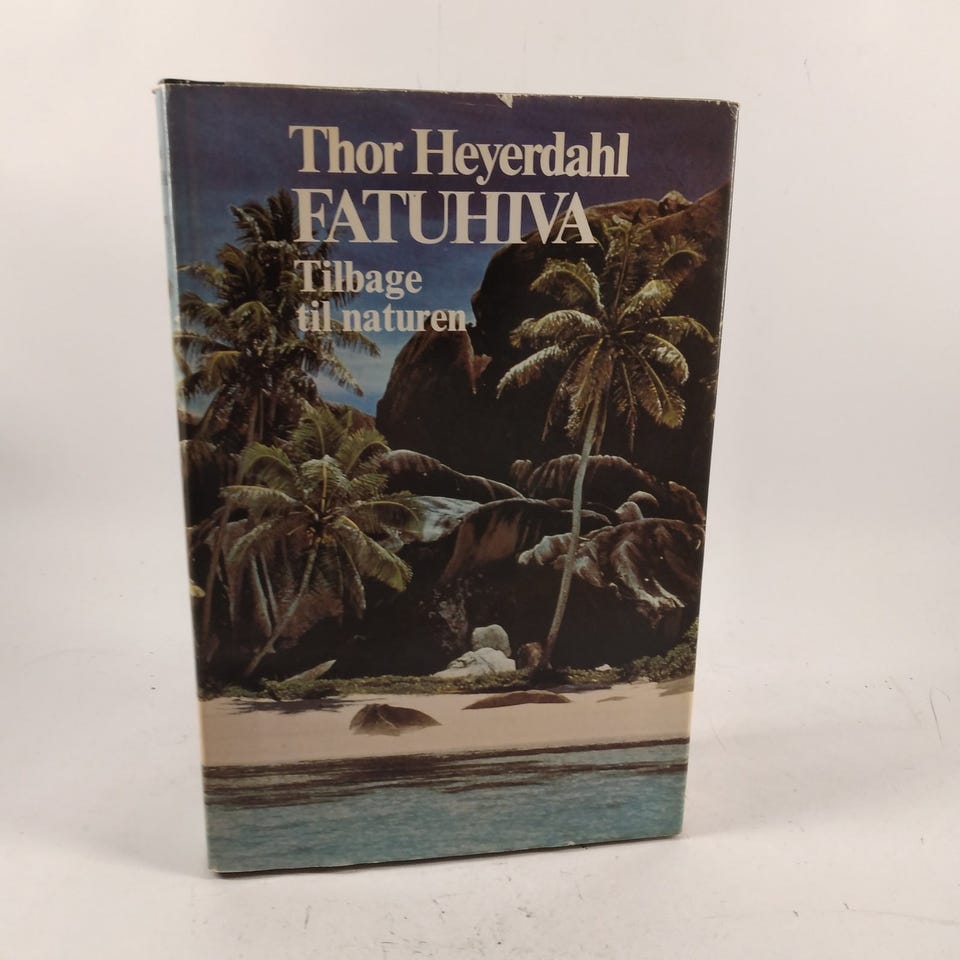 Thor Heyerdahl
FATUHIVA
Tilbage
til naturen